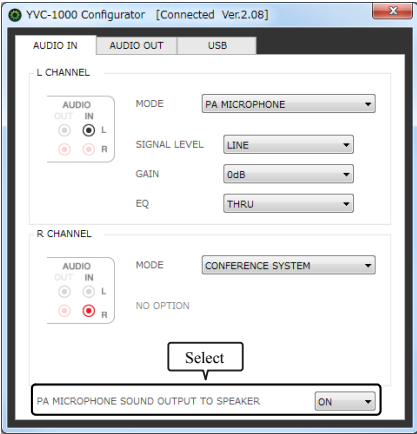 YVC-1000 Configurator [Connected Ver.2.08]
AUDIO IN AUDIO OUT USB
L CHANNEL
AUDIO
OUT IN
L
R
MODE PA MICROPHONE
SIGNAL LEVEL LINE
GAIN 0dB
EQ THRU
R CHANNEL
AUDIO
OUT IN
L
R
MODE CONFERENCE SYSTEM
NO OPTION
Select
PA MICROPHONE SOUND OUTPUT TO SPEAKER ON